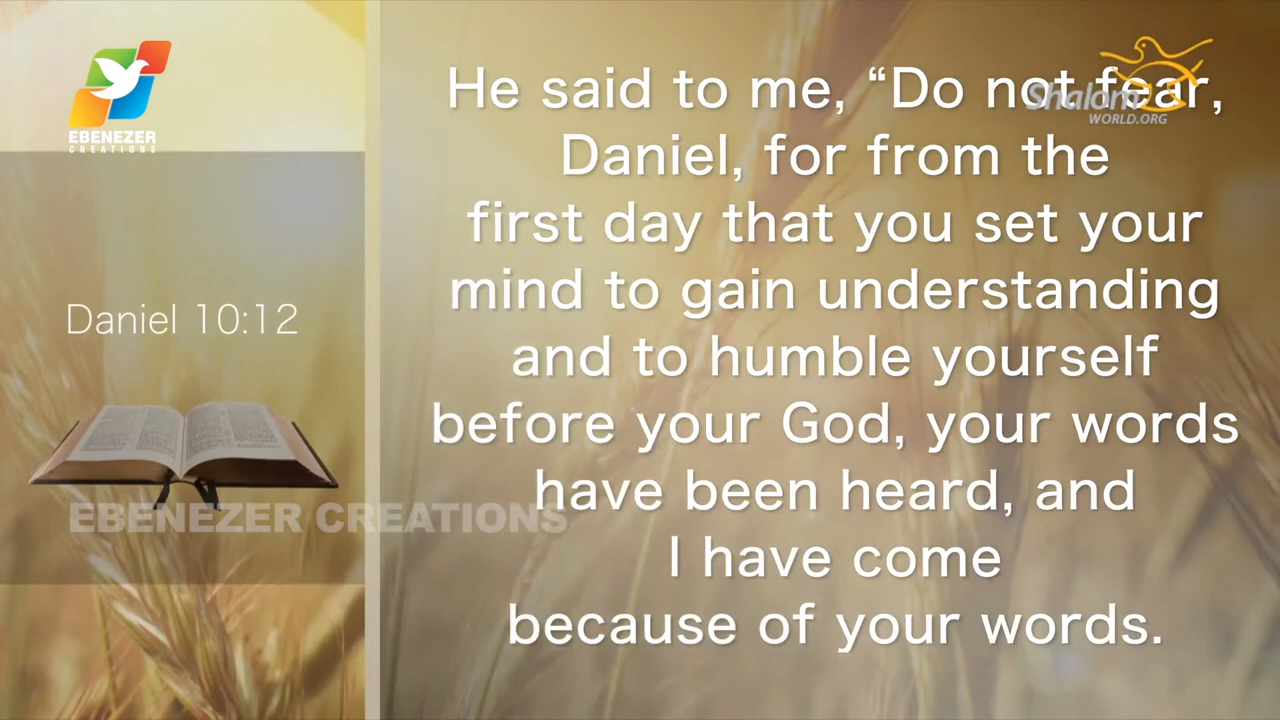 EBENEZER
CREATIONS
Daniel 10:12
EBENEZER CREATIONS
He said to me, “Do not fear,
Daniel, for from the
first day that you set your
mind to gain understanding
and to humble yourself
before your God, your words
have been heard, and
I have come
because of your words.
Shalom
WORLD.ORG